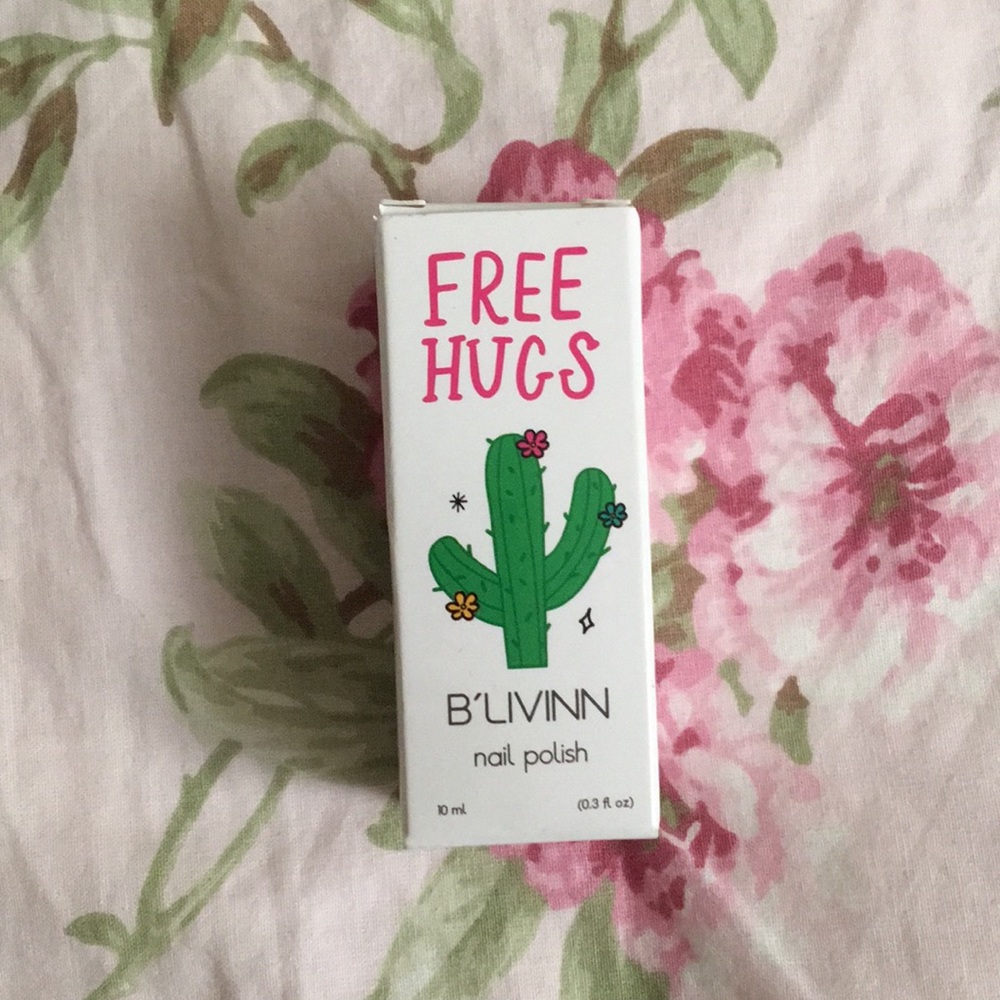 FREE
HUGS
B´LIVINN
nail polish
10 ml (0.3 fl oz)